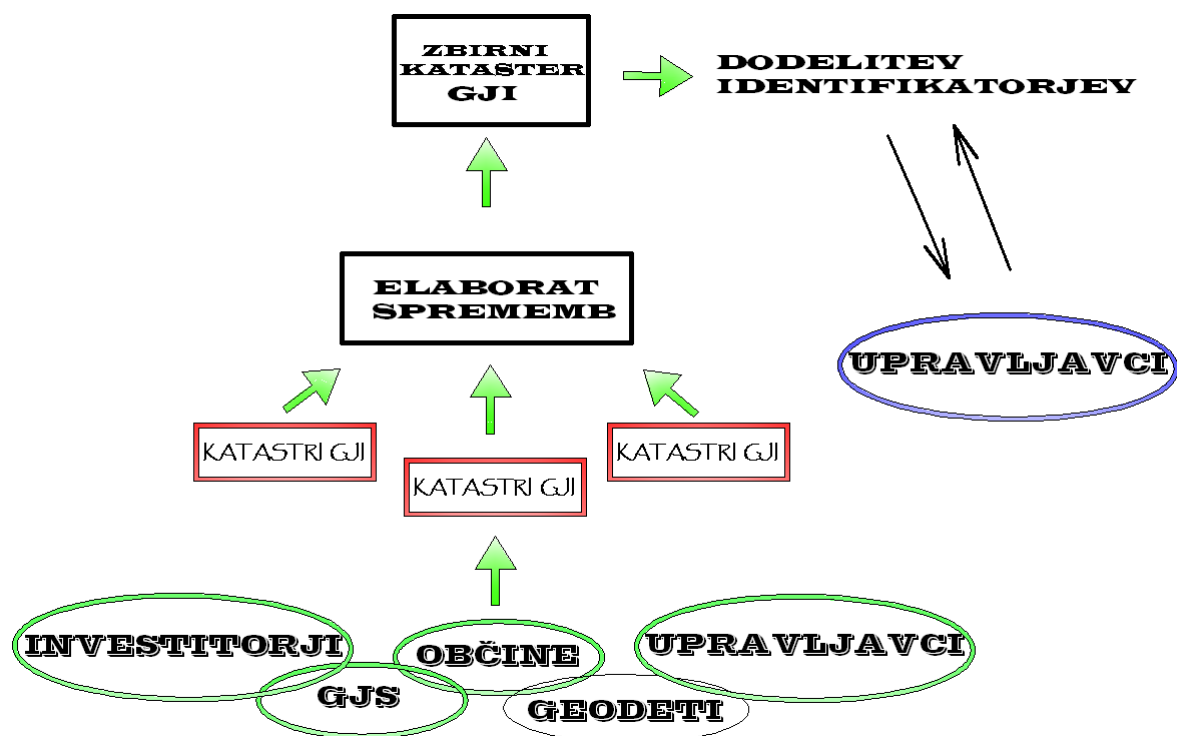 ZBIRNI
KATASTER
GJI
DODELITEV
IDENTIFIKATORJEV
ELABORAT
SPREMEMB
UPRAVLJAVCI
KATASTRI GJI
KATASTRI GJI
KATASTRI GJI
INVESTITORJI
OBČINE
UPRAVLJAVCI
GJS
GEODETI